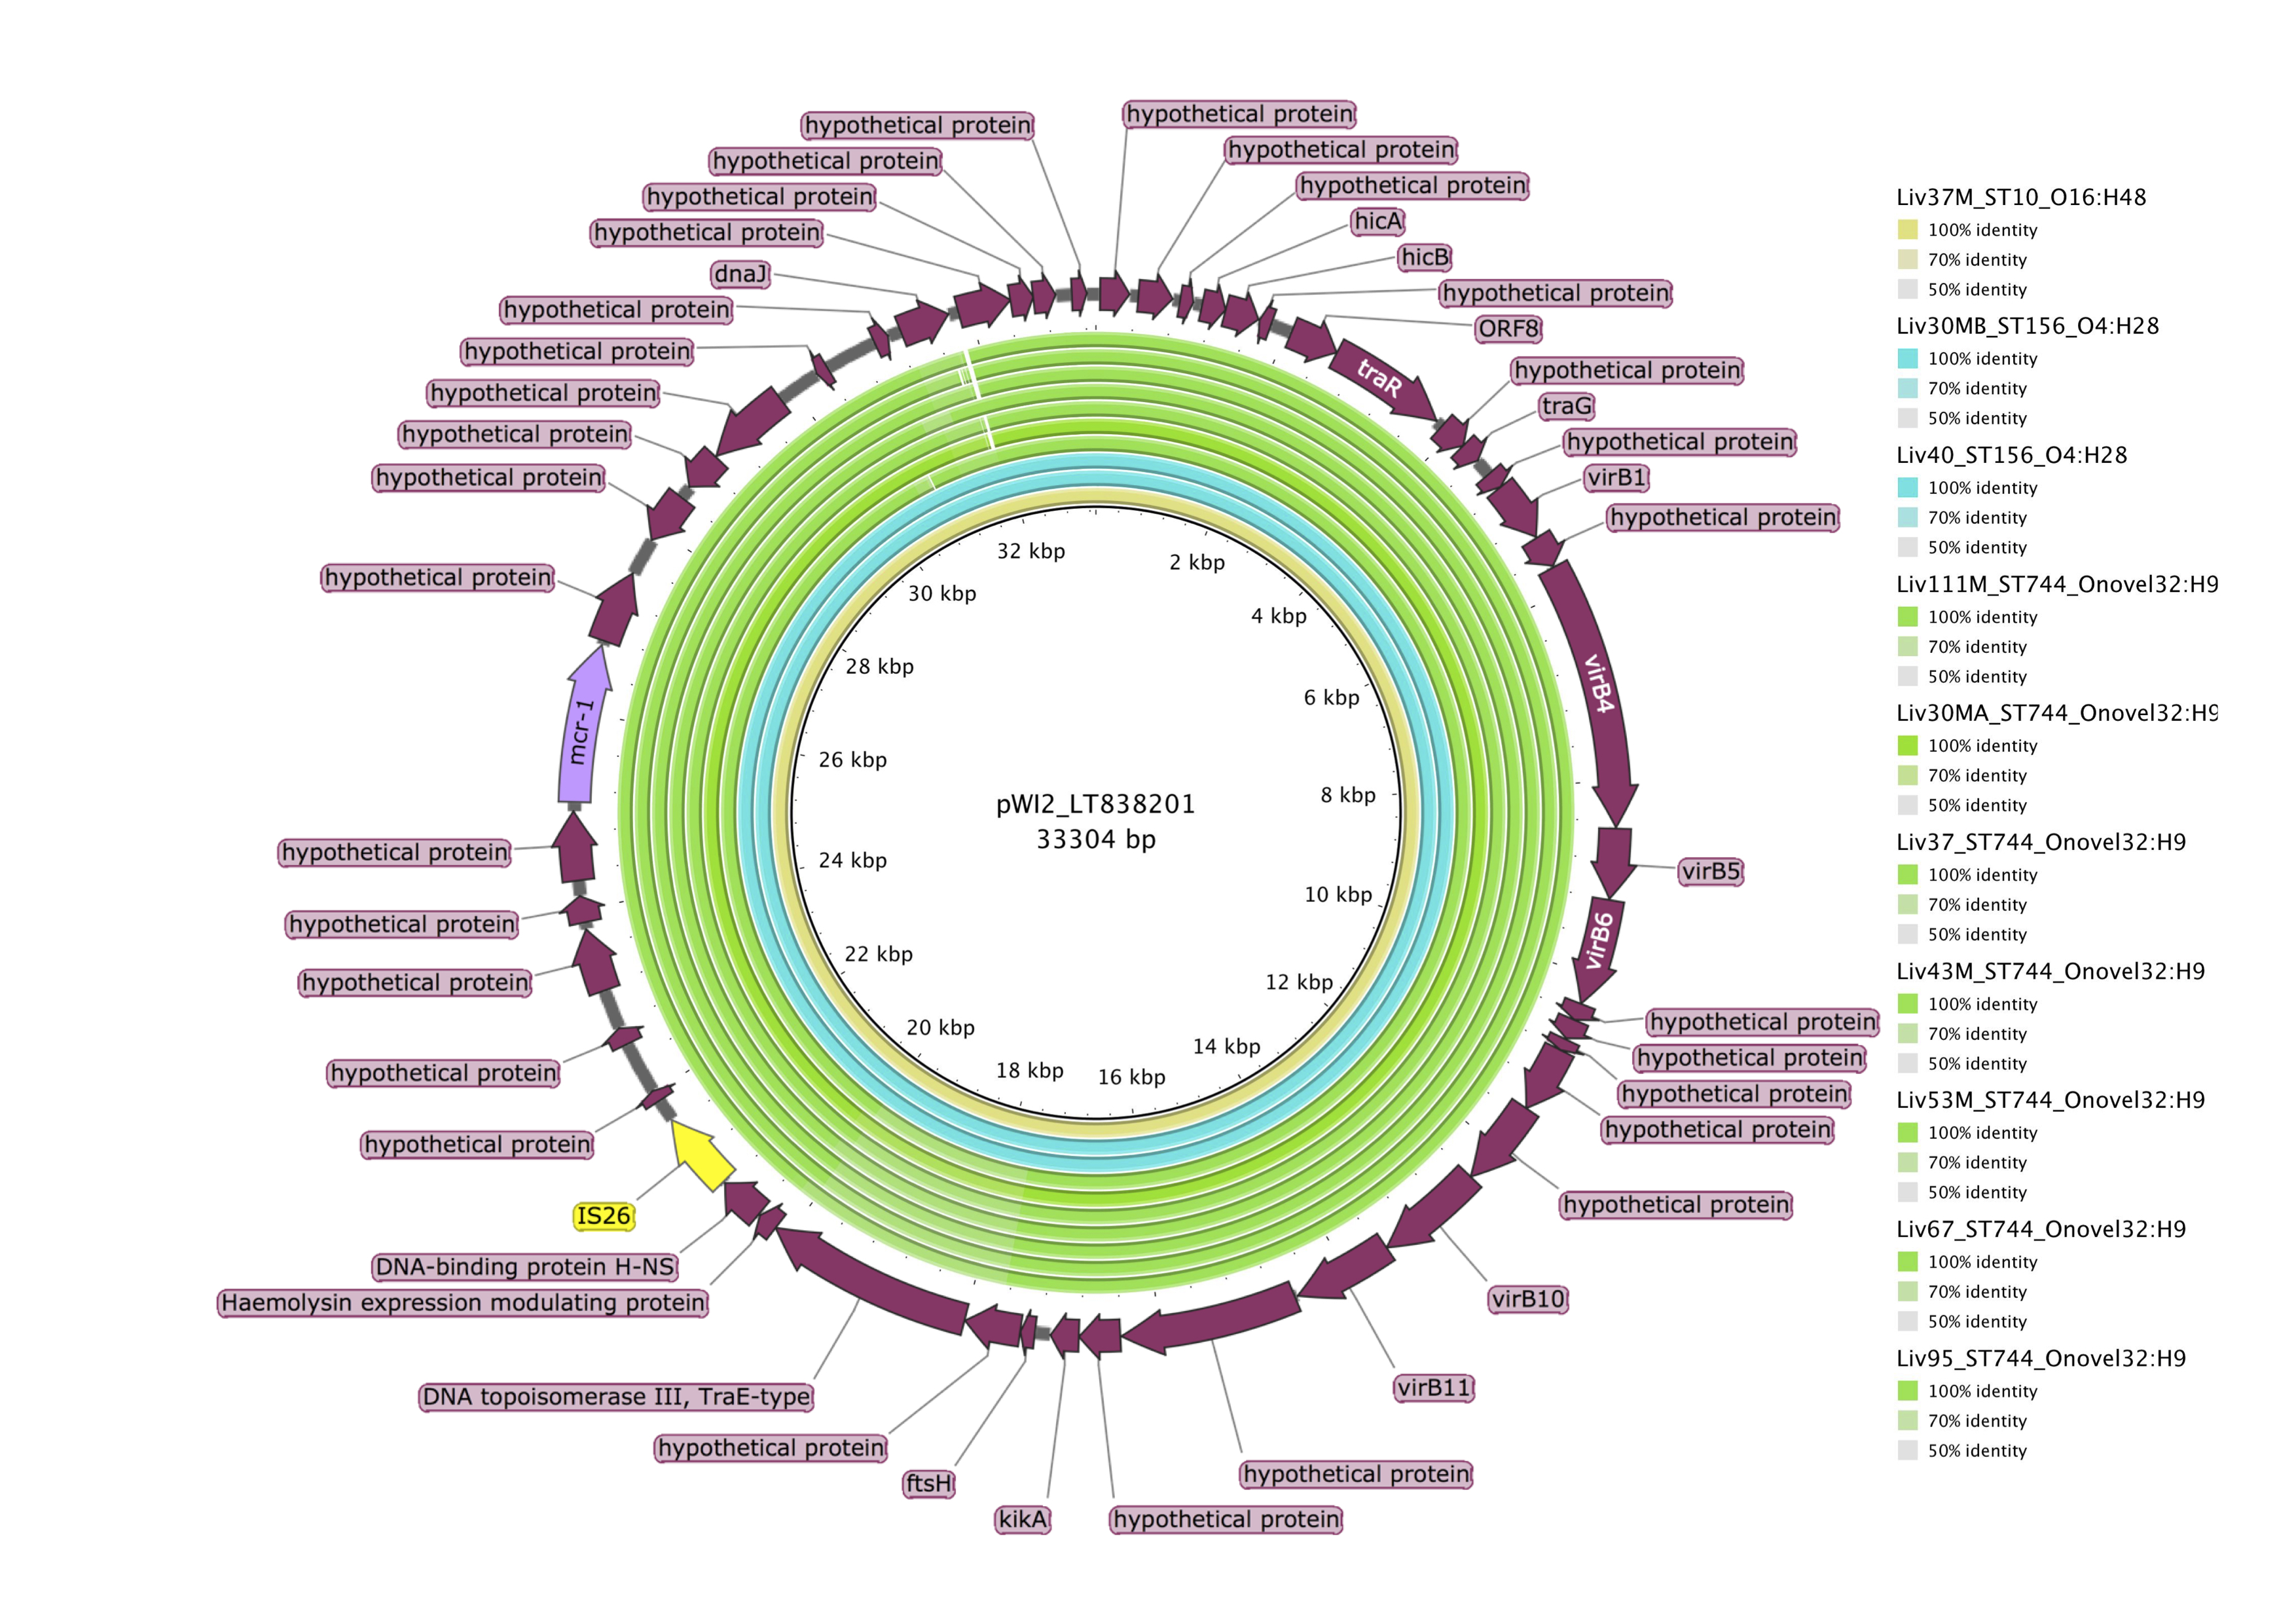 hypothetical protein
hypothetical protein
hypothetical protein
hicA
hicB
hypothetical protein
ORF8
traR
hypothetical protein
traG
hypothetical protein
virB1
hypothetical protein
virB4
virB5
virB6
hypothetical protein
hypothetical protein
hypothetical protein
hypothetical protein
hypothetical protein
virB10
virB11
hypothetical protein
hypothetical protein
kikA
ftsH
hypothetical protein
DNA topoisomerase III, TraE-type
Haemolysin expression modulating protein
DNA-binding protein H-NS
IS26
hypothetical protein
hypothetical protein
hypothetical protein
hypothetical protein
hypothetical protein
mcr-1
hypothetical protein
hypothetical protein
hypothetical protein
hypothetical protein
hypothetical protein
hypothetical protein
dnaJ
hypothetical protein
hypothetical protein
hypothetical protein
hypothetical protein
2 kbp
4 kbp
6 kbp
8 kbp
10 kbp
12 kbp
14 kbp
16 kbp
18 kbp
20 kbp
22 kbp
24 kbp
26 kbp
28 kbp
30 kbp
32 kbp
pWI2_LT838201
33304 bp
Liv37M_ST10_O16:H48
100% identity
70% identity
50% identity
Liv30MB_ST156_O4:H28
100% identity
70% identity
50% identity
Liv40_ST156_O4:H28
100% identity
70% identity
50% identity
Liv111M_ST744_Onovel32:H9
100% identity
70% identity
50% identity
Liv30MA_ST744_Onovel32:H9
100% identity
70% identity
50% identity
Liv37_ST744_Onovel32:H9
100% identity
70% identity
50% identity
Liv43M_ST744_Onovel32:H9
100% identity
70% identity
50% identity
Liv53M_ST744_Onovel32:H9
100% identity
70% identity
50% identity
Liv67_ST744_Onovel32:H9
100% identity
70% identity
50% identity
Liv95_ST744_Onovel32:H9
100% identity
70% identity
50% identity